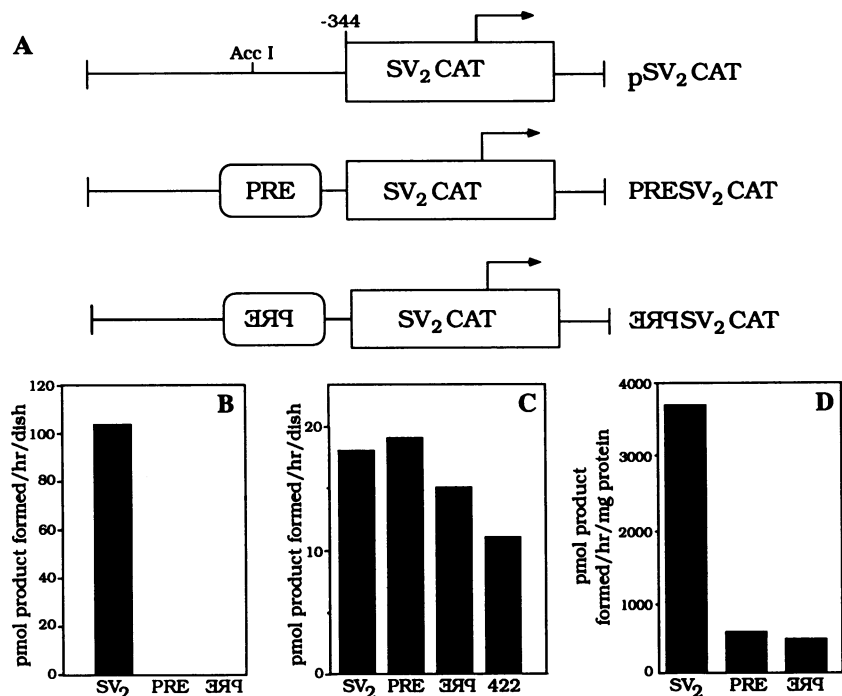 A
-344
Acc I
SV2 CAT
pSV2 CAT
PRE
SV2 CAT
PRESV2 CAT
ƎЯꟼ
SV2 CAT
ƎЯꟼSV2 CAT
B
pmol product formed/hr/dish
120
100
80
60
40
20
0
SV2 PRE ƎЯꟼ
C
pmol product formed/hr/dish
20
10
0
SV2 PRE ƎЯꟼ 422
D
pmol product
formed/hr/mg protein
4000
3000
2000
1000
0
SV2 PRE ƎЯꟼ